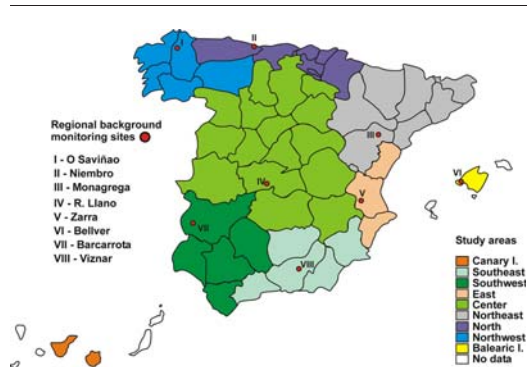 I
II
Regional background
monitoring sites
I - O Saviñao
II - Niembro
III - Monagrega
IV - R. Llano
V - Zarra
VI - Bellver
VII - Barcarrota
VIII - Viznar
III
IV
V
VI
VII
VIII
Study areas
Canary I.
Southeast
Southwest
East
Center
Northeast
North
Northwest
Balearic I.
No data